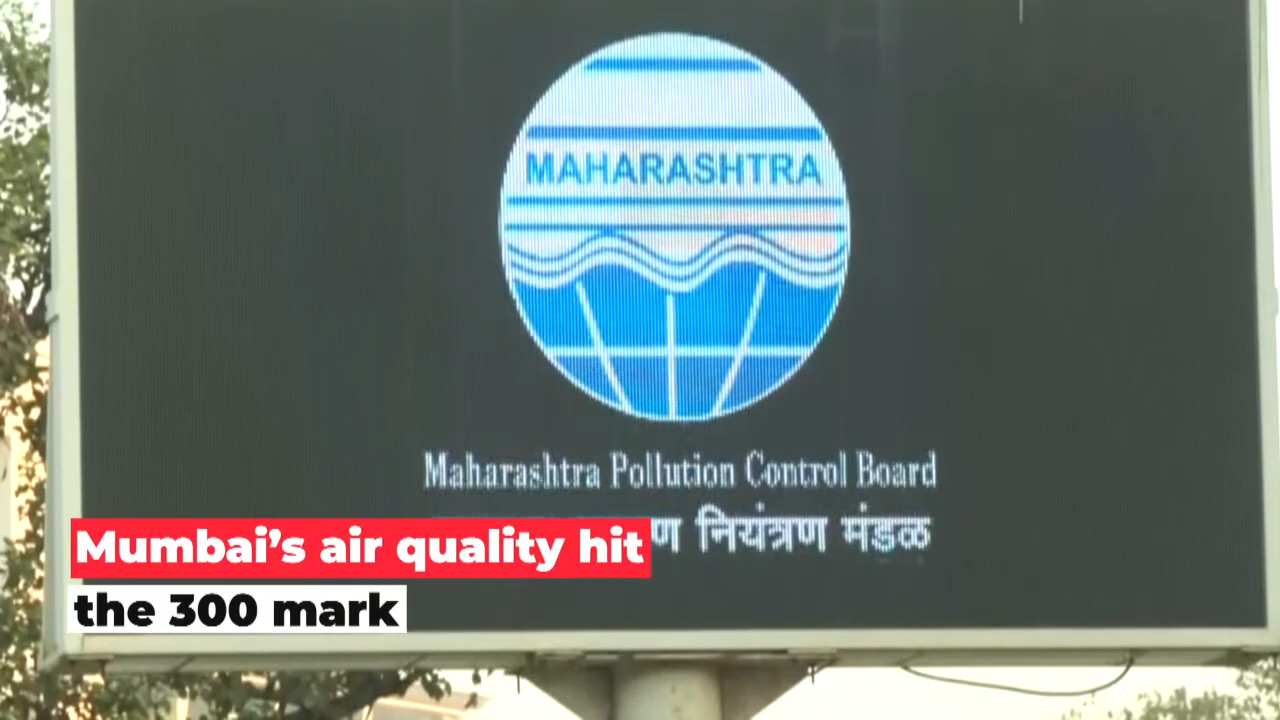 MAHARASHTRA
Maharashtra Pollution Control Board
नियंत्रण मंडळ
Mumbai's air quality hit
the 300 mark